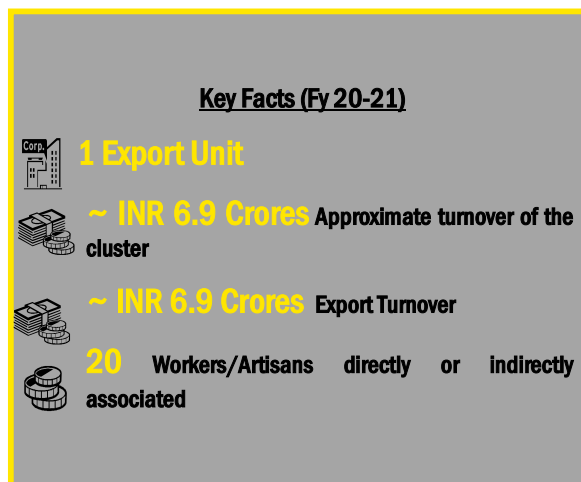 Key Facts (Fy 20-21)
Corp.
1 Export Unit
~ INR 6.9 Crores Approximate turnover of the
cluster
~ INR 6.9 Crores Export Turnover
20 Workers/Artisans directly or indirectly
associated